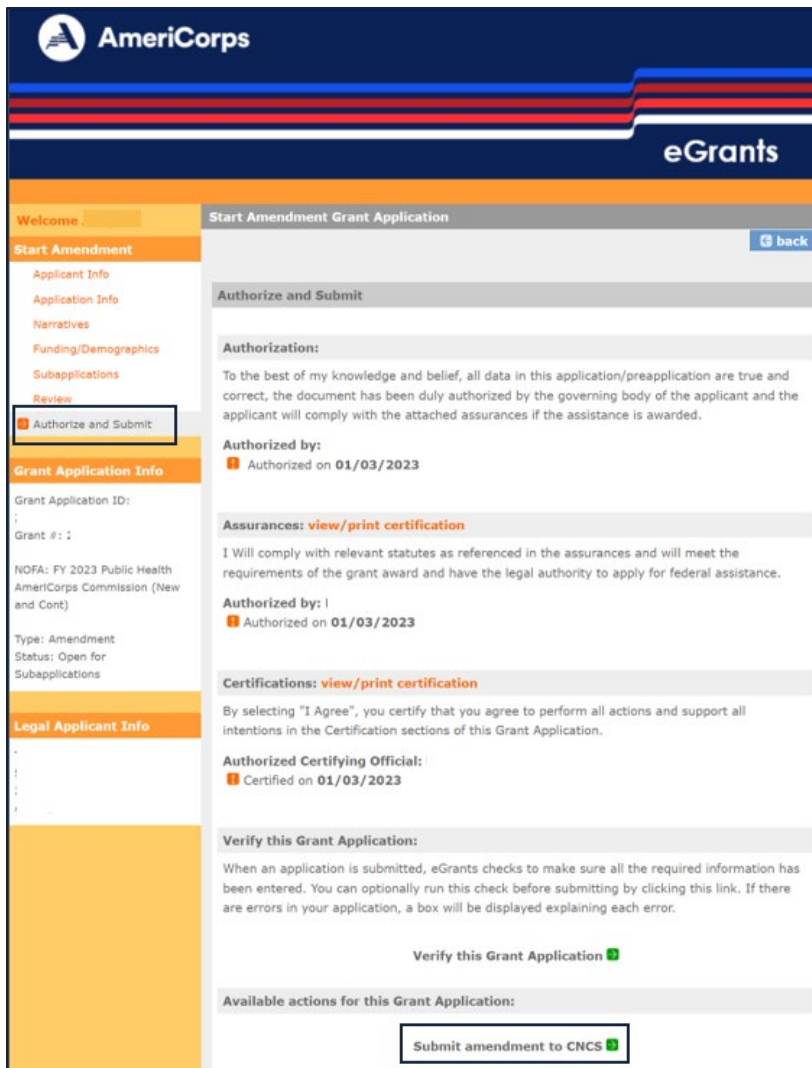 AmeriCorps
eGrants
Welcome
Start Amendment
Applicant Info
Application Info
Narratives
Funding/Demographics
Subapplications
Review
Authorize and Submit
Grant Application Info
Grant Application ID:
Grant #:
NOFA: FY 2023 Public Health
AmeriCorps Commission (New
and Cont)
Type: Amendment
Status: Open for
Subapplications
Legal Applicant Info
Start Amendment Grant Application
back
Authorize and Submit
Authorization:
To the best of my knowledge and belief, all data in this application/preapplication are true and
correct, the document has been duly authorized by the governing body of the applicant and the
applicant will comply with the attached assurances if the assistance is awarded.
Authorized by:
Authorized on 01/03/2023
Assurances: view/print certification
I Will comply with relevant statutes as referenced in the assurances and will meet the
requirements of the grant award and have the legal authority to apply for federal assistance.
Authorized by:
Authorized on 01/03/2023
Certifications: view/print certification
By selecting "I Agree", you certify that you agree to perform all actions and support all
intentions in the Certification sections of this Grant Application.
Authorized Certifying Official:
Certified on 01/03/2023
Verify this Grant Application:
When an application is submitted, eGrants checks to make sure all the required information has
been entered. You can optionally run this check before submitting by clicking this link. If there
are errors in your application, a box will be displayed explaining each error.
Verify this Grant Application
Available actions for this Grant Application:
Submit amendment to CNCS